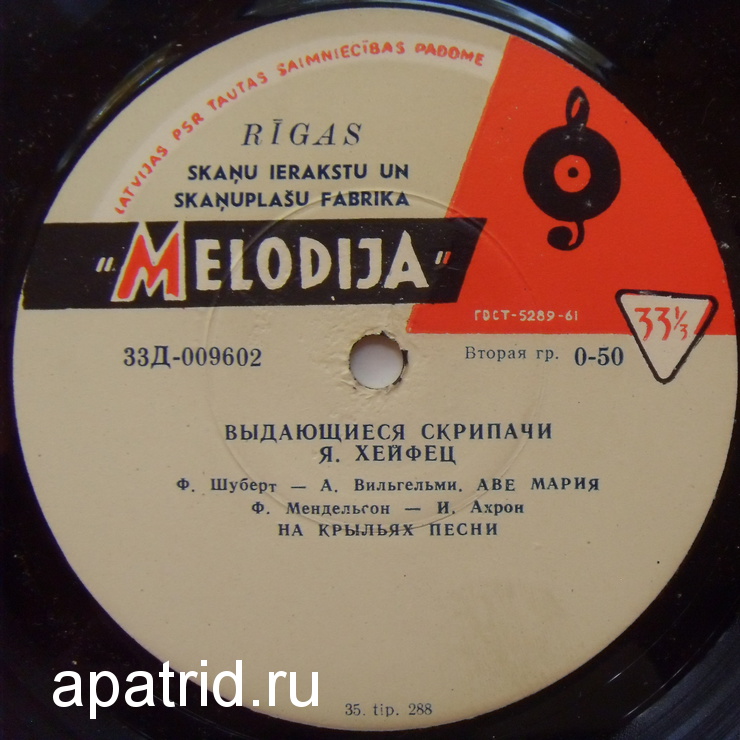 LATVIJAS PSR TAUTAS SAIMNIECĪBAS PADOME
RĪGAS
SKAŅU IERAKSTU UN
SKAŅUPLAŠU FABRIKA
"MELODIJA"
ГОСТ-5289-61
33⅓
33Д-009602
Вторая гр. 0-50
ВЫДАЮЩИЕСЯ СКРИПАЧИ
Я. ХЕЙФЕЦ
Ф. Шуберт — А. Вильгельми. АВЕ МАРИЯ
Ф. Мендельсон — И. Ахрон
НА КРЫЛЬЯХ ПЕСНИ
apatrid.ru
35. tip. 288